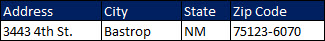 Address City State Zip Code
3443 4th St. Bastrop NM 75123-6070